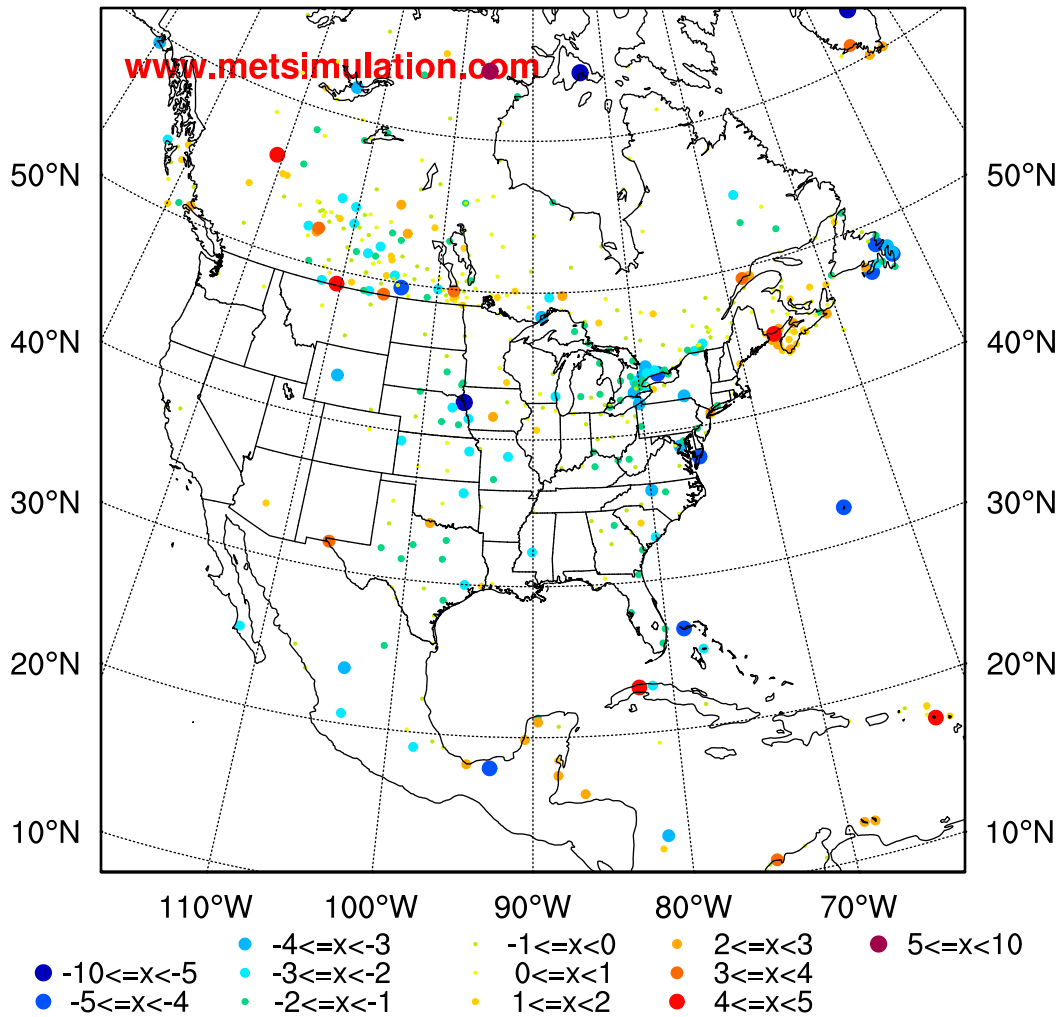 www.metsimulation.com
50°N 50°N
40°N 40°N
30°N 30°N
20°N 20°N
10°N 10°N
110°W 100°W 90°W 80°W 70°W
-4<=x<-3 -1<=x<0 2<=x<3 5<=x<10
-10<=x<-5 -3<=x<-2 0<=x<1 3<=x<4
-5<=x<-4 -2<=x<-1 1<=x<2 4<=x<5